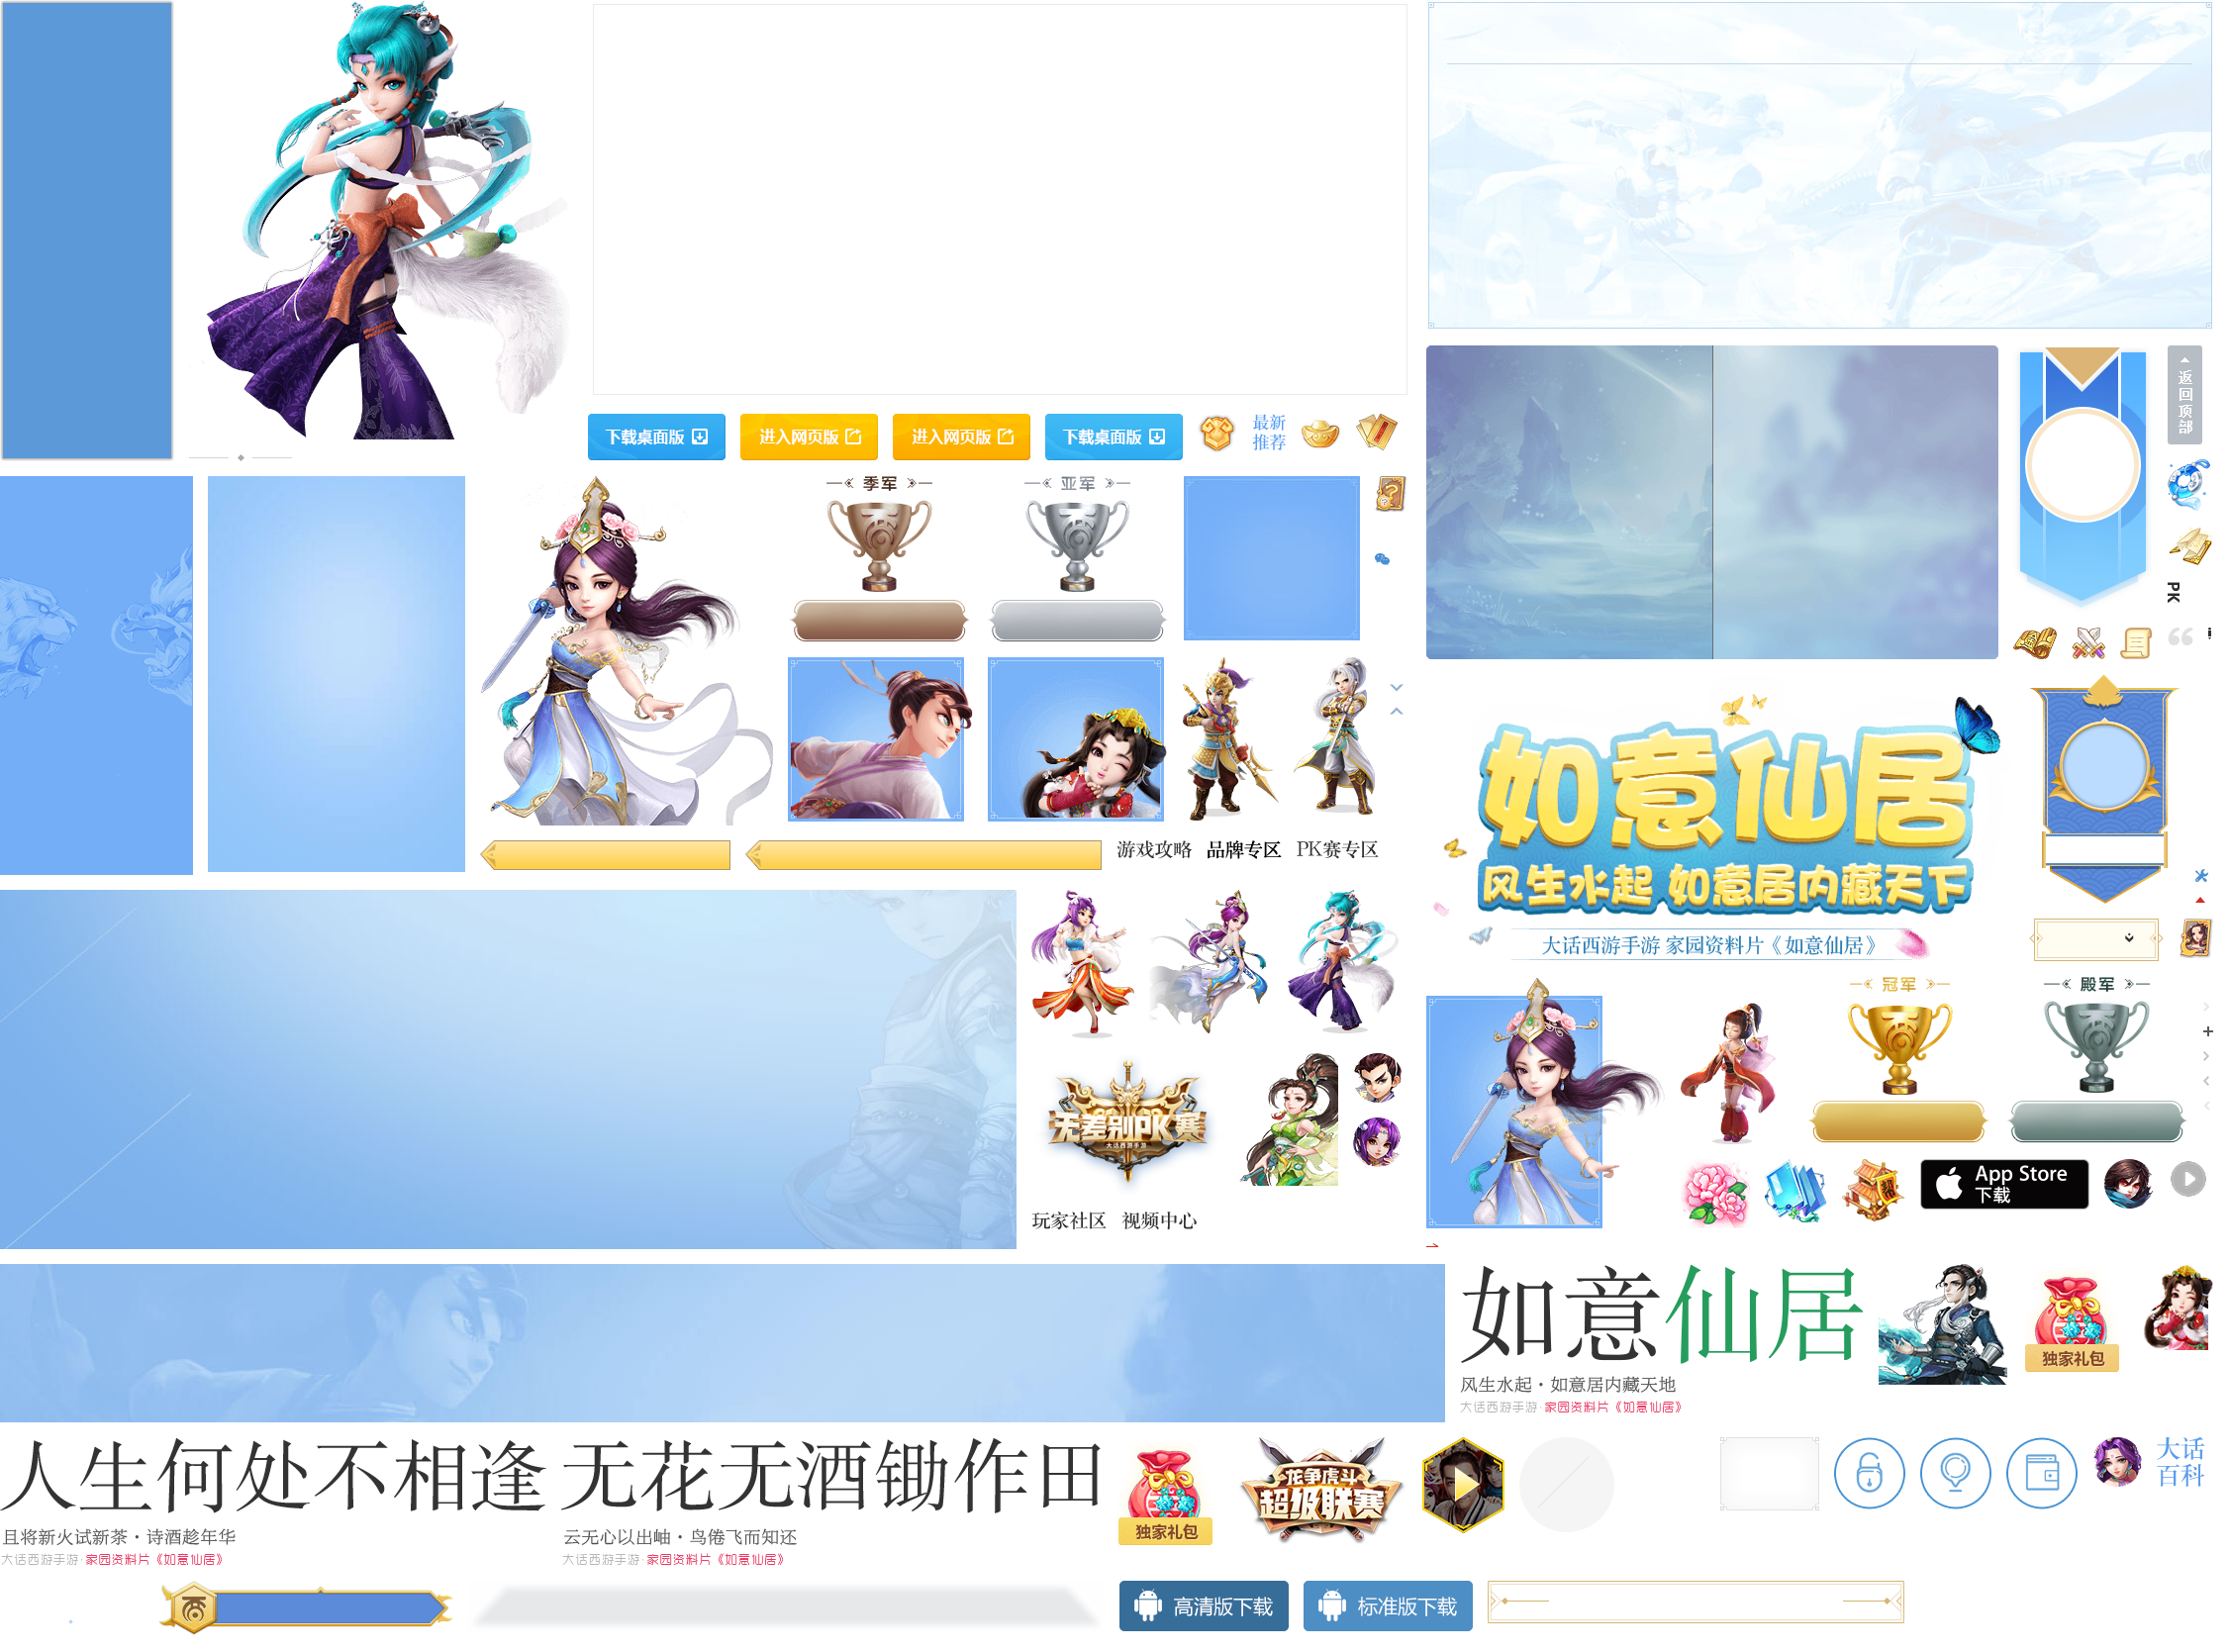 下载桌面版
进入网页版
进入网页版
下载桌面版
最新
推荐
返回顶部
季军
亚军
PK
游戏攻略
品牌专区
PK赛专区
如意仙居
风生水起 如意居内藏天下
大话西游手游 家园资料片《如意仙居》
冠军
殿军
无差别PK赛
大话西游手游
玩家社区
视频中心
App Store
下载
如意仙居
风生水起·如意居内藏天地
大话西游手游·家园资料片《如意仙居》
独家礼包
人生何处不相逢
且将新火试新茶·诗酒趁年华
大话西游手游·家园资料片《如意仙居》
无花无酒锄作田
云无心以出岫·鸟倦飞而知还
大话西游手游·家园资料片《如意仙居》
独家礼包
龙争虎斗
超级联赛
大话
百科
高清版下载
标准版下载